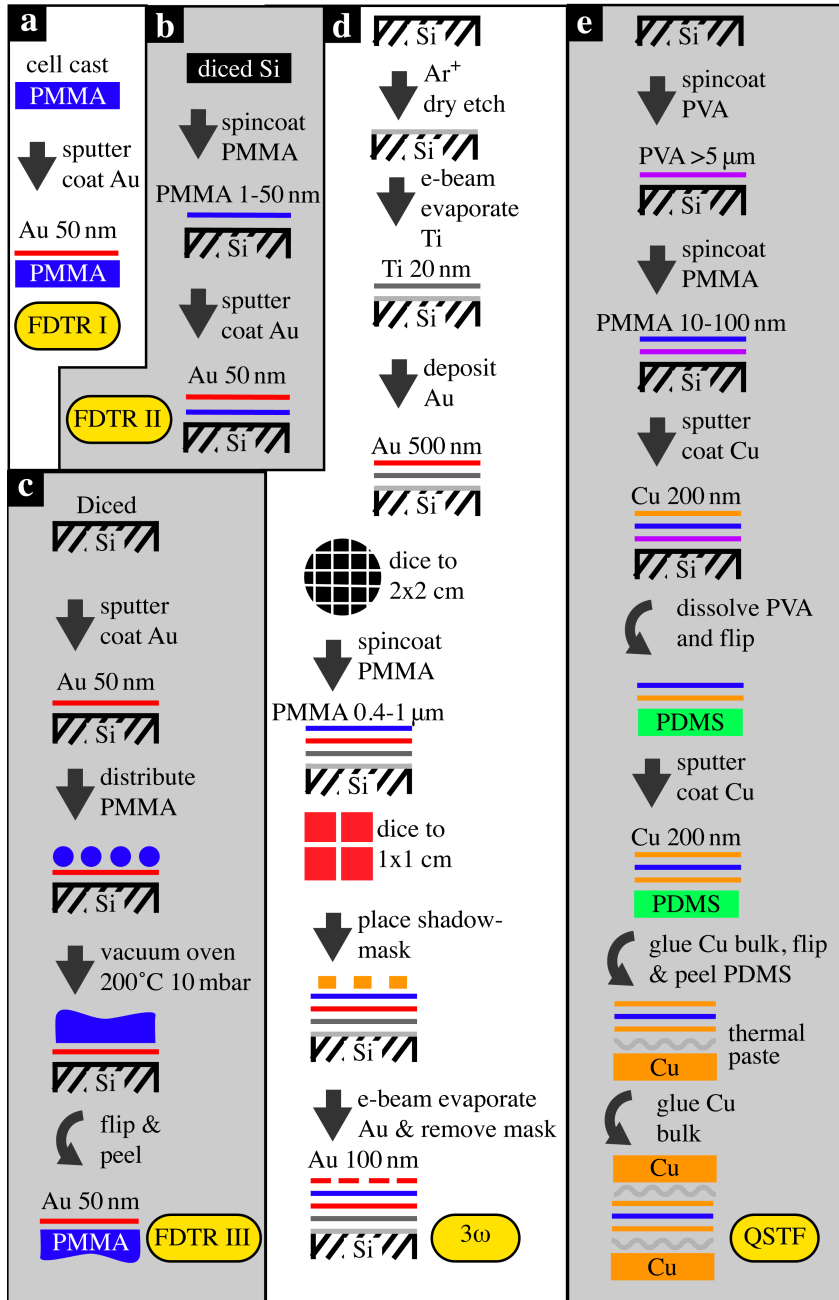 a
cell cast
PMMA
sputter
coat Au
Au 50 nm
PMMA
FDTR I
b
diced Si
spincoat
PMMA
PMMA 1-50 nm
Si
sputter
coat Au
Au 50 nm
Si
FDTR II
c
Diced
Si
sputter
coat Au
Au 50 nm
Si
distribute
PMMA
Si
vacuum oven
200°C 10 mbar
Si
flip &
peel
Au 50 nm
PMMA
FDTR III
d
Si
Ar⁺
dry etch
Si
e-beam
evaporate
Ti
Ti 20 nm
Si
deposit
Au
Au 500 nm
Si
dice to
2x2 cm
spincoat
PMMA
PMMA 0.4-1 µm
Si
dice to
1x1 cm
place shadow-
mask
Si
e-beam evaporate
Au & remove mask
Au 100 nm
Si
3ω
e
Si
spincoat
PVA
PVA >5 µm
Si
spincoat
PMMA
PMMA 10-100 nm
Si
sputter
coat Cu
Cu 200 nm
Si
dissolve PVA
and flip
PDMS
sputter
coat Cu
Cu 200 nm
PDMS
glue Cu bulk, flip
& peel PDMS
thermal
paste
Cu
glue Cu
bulk
Cu
Cu
QSTF